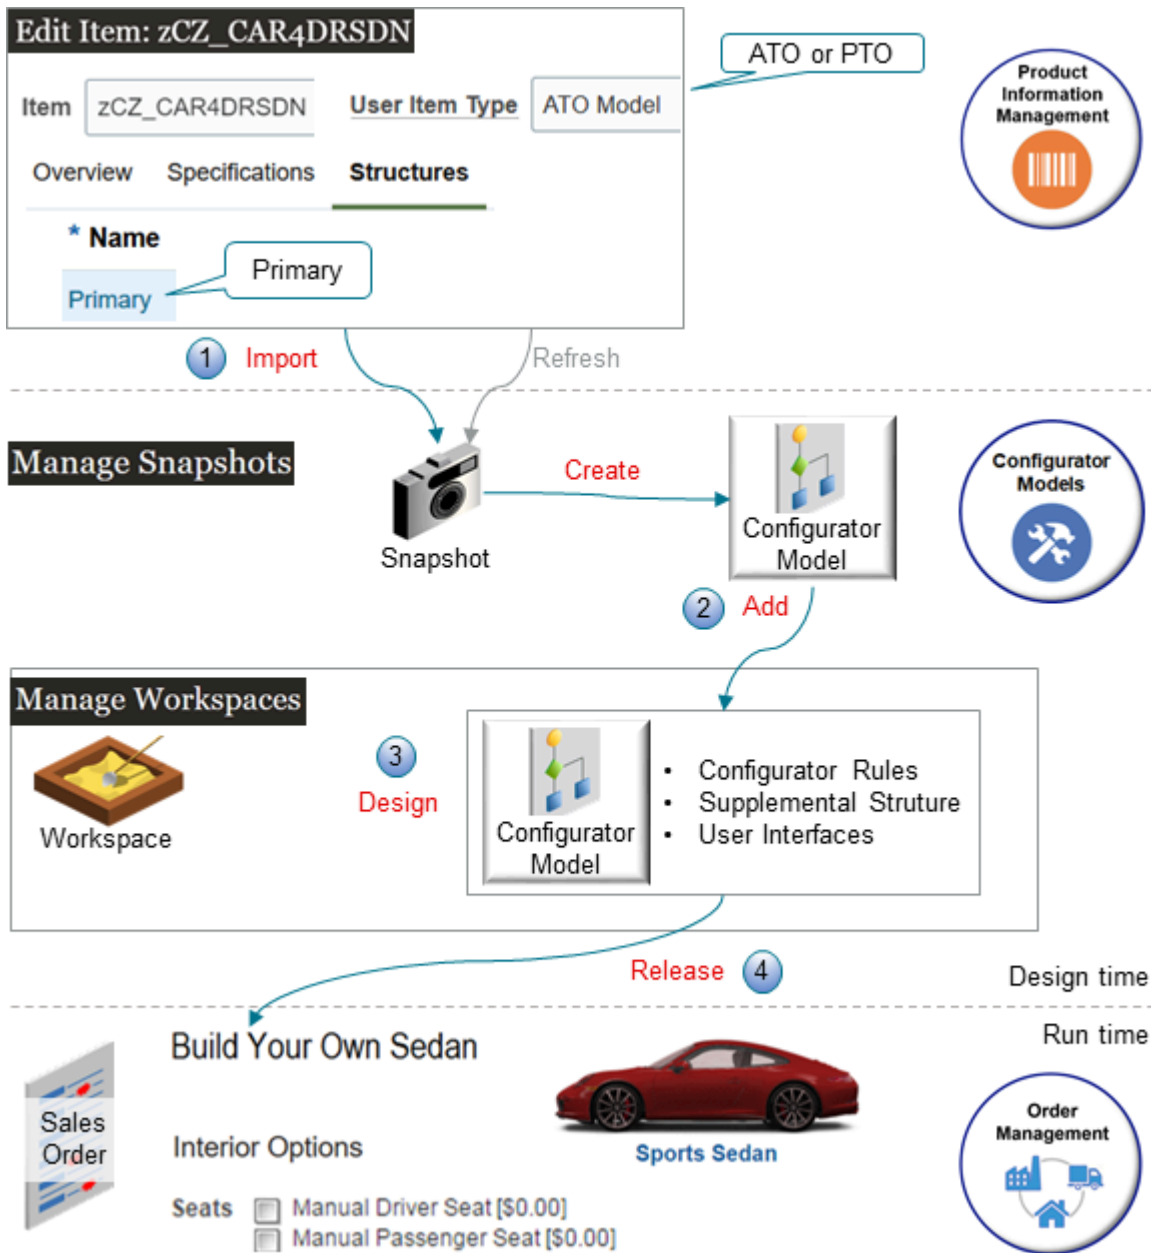 Edit Item: zCZ_CAR4DRSDN
ATO or PTO
Item zCZ_CAR4DRSDN User Item Type ATO Model
Product
Information
Management
Overview Specifications Structures
* Name
Primary
Primary
1 Import Refresh
Manage Snapshots
Create
Snapshot
Configurator
Model
Configurator
Models
2 Add
Manage Workspaces
Workspace
3
Design
Configurator
Model
• Configurator Rules
• Supplemental Struture
• User Interfaces
Release 4
Design time
Run time
Build Your Own Sedan
Sales
Order
Sports Sedan
Order
Management
Interior Options
Seats Manual Driver Seat [$0.00]
Manual Passenger Seat [$0.00]